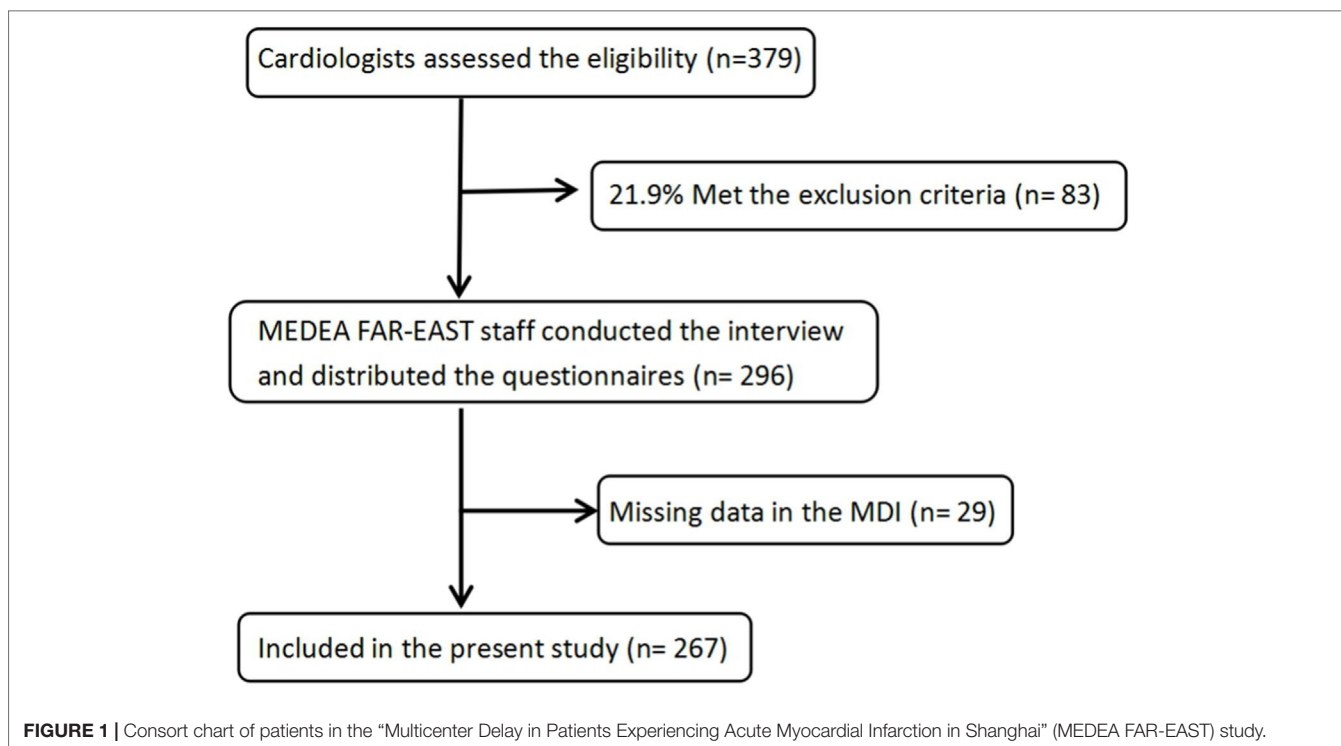 Cardiologists assessed the eligibility (n=379)
21.9% Met the exclusion criteria (n= 83)
MEDEA FAR-EAST staff conducted the interview
and distributed the questionnaires (n= 296)
Missing data in the MDI (n= 29)
Included in the present study (n= 267)
FIGURE 1 | Consort chart of patients in the “Multicenter Delay in Patients Experiencing Acute Myocardial Infarction in Shanghai” (MEDEA FAR-EAST) study.